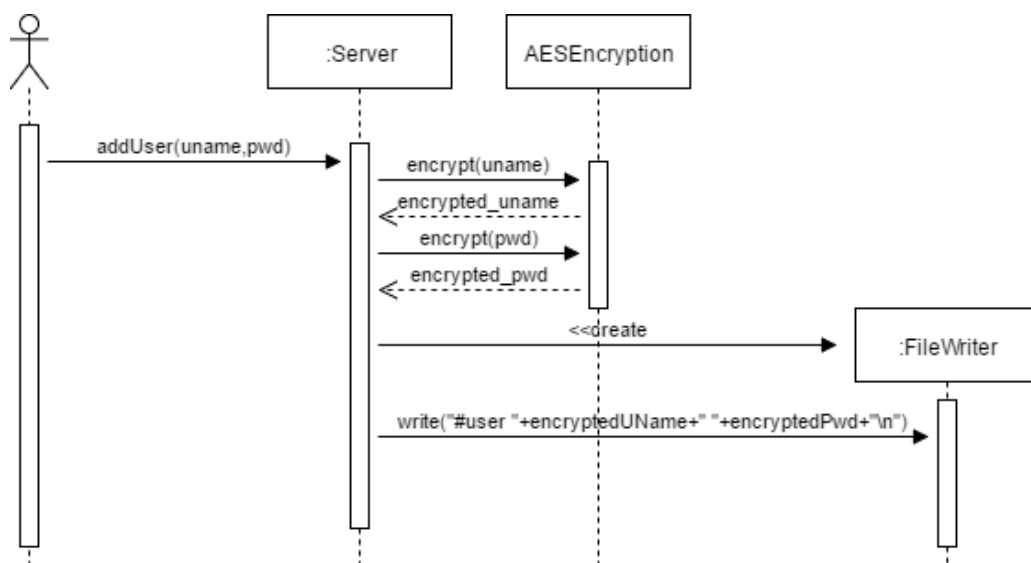 :Server
AESEncryption
addUser(uname,pwd)
encrypt(uname)
encrypted_uname
encrypt(pwd)
encrypted_pwd
<<create
:FileWriter
write("#user "+encryptedUName+" "+encryptedPwd+"\n")